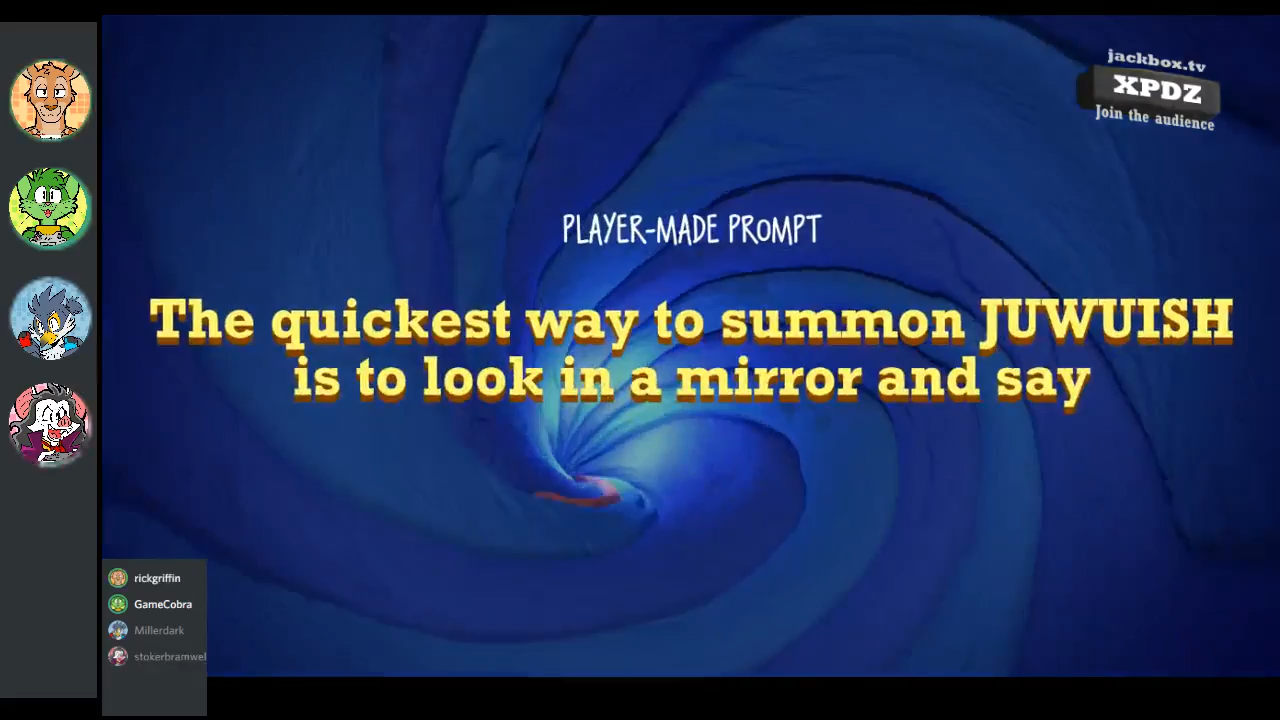 jackbox.tv
XPDZ
Join the audience
PLAYER-MADE PROMPT
The quickest way to summon JUWUISH
is to look in a mirror and say
rickgriffin
GameCobra
Millerdark
stokerbramwel